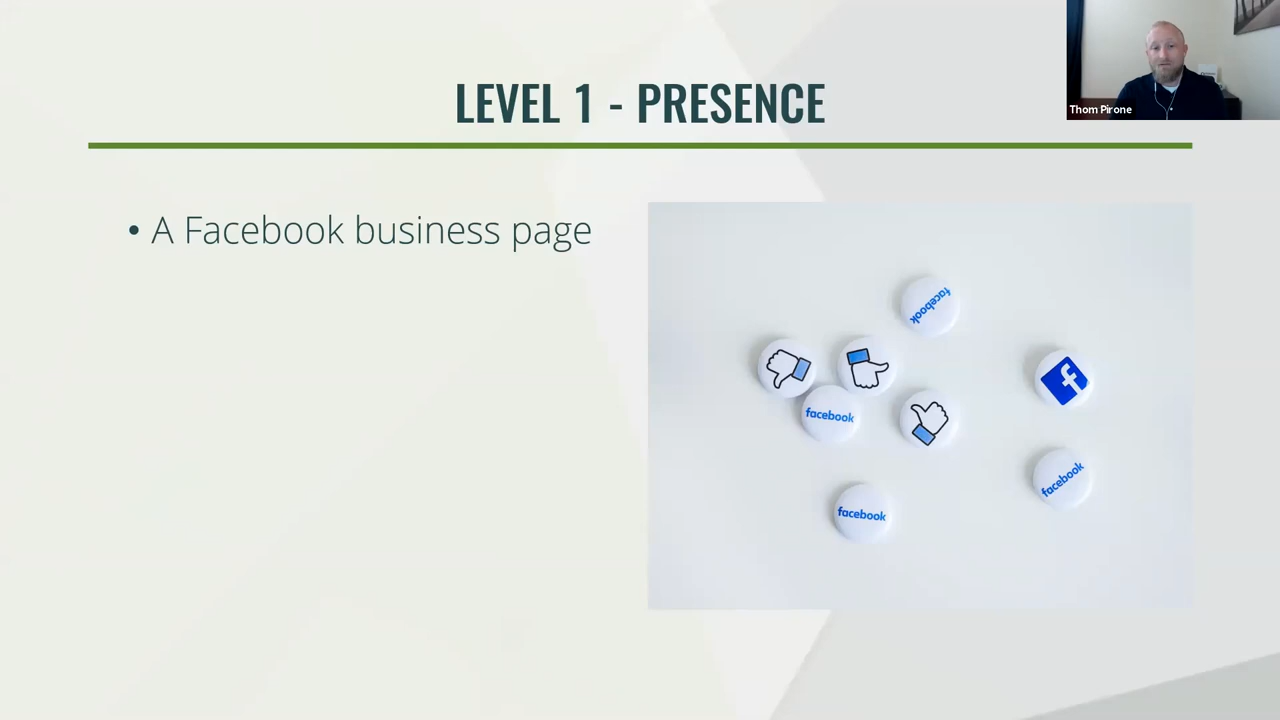 LEVEL 1 - PRESENCE
Thom Pirone
• A Facebook business page
facebook
facebook
facebook
facebook